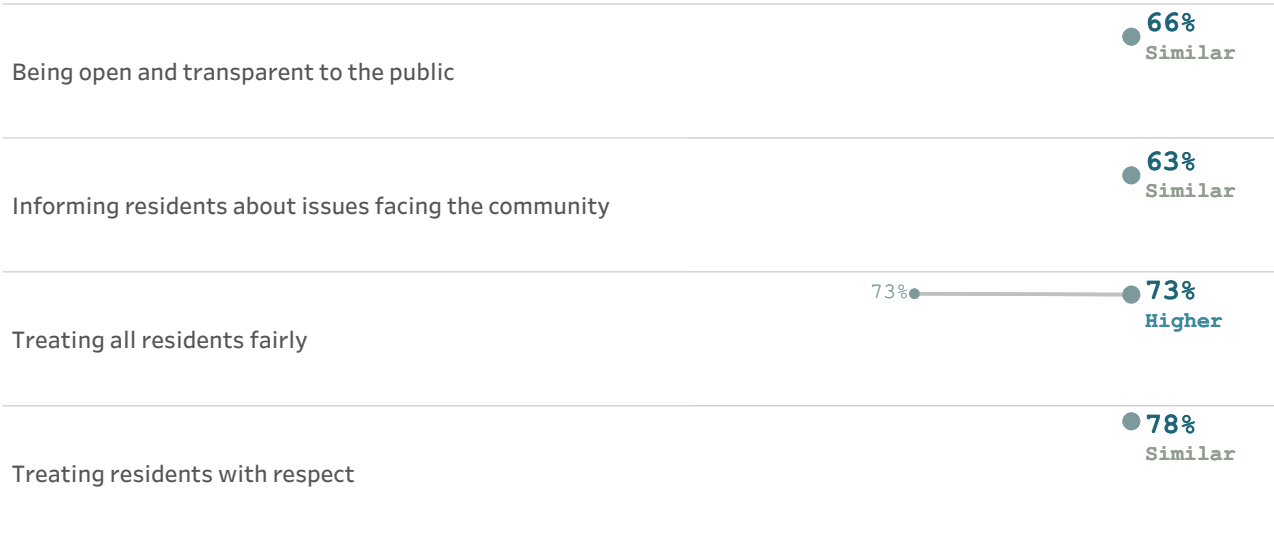 66%
Similar
Being open and transparent to the public
63%
Similar
Informing residents about issues facing the community
73% 73%
Higher
Treating all residents fairly
78%
Similar
Treating residents with respect